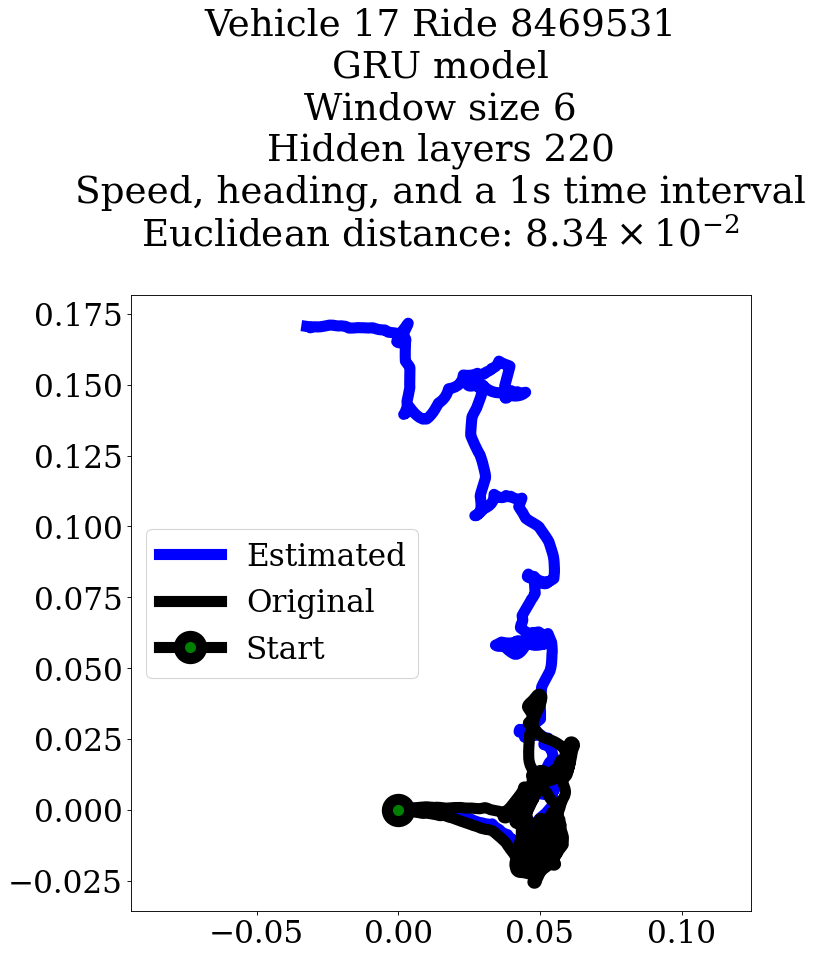 Vehicle 17 Ride 8469531
GRU model
Window size 6
Hidden layers 220
Speed, heading, and a 1s time interval
Euclidean distance: 8.34 × 10⁻²
0.175
0.150
0.125
0.100
0.075
0.050
0.025
0.000
−0.025
Estimated
Original
Start
−0.05 0.00 0.05 0.10